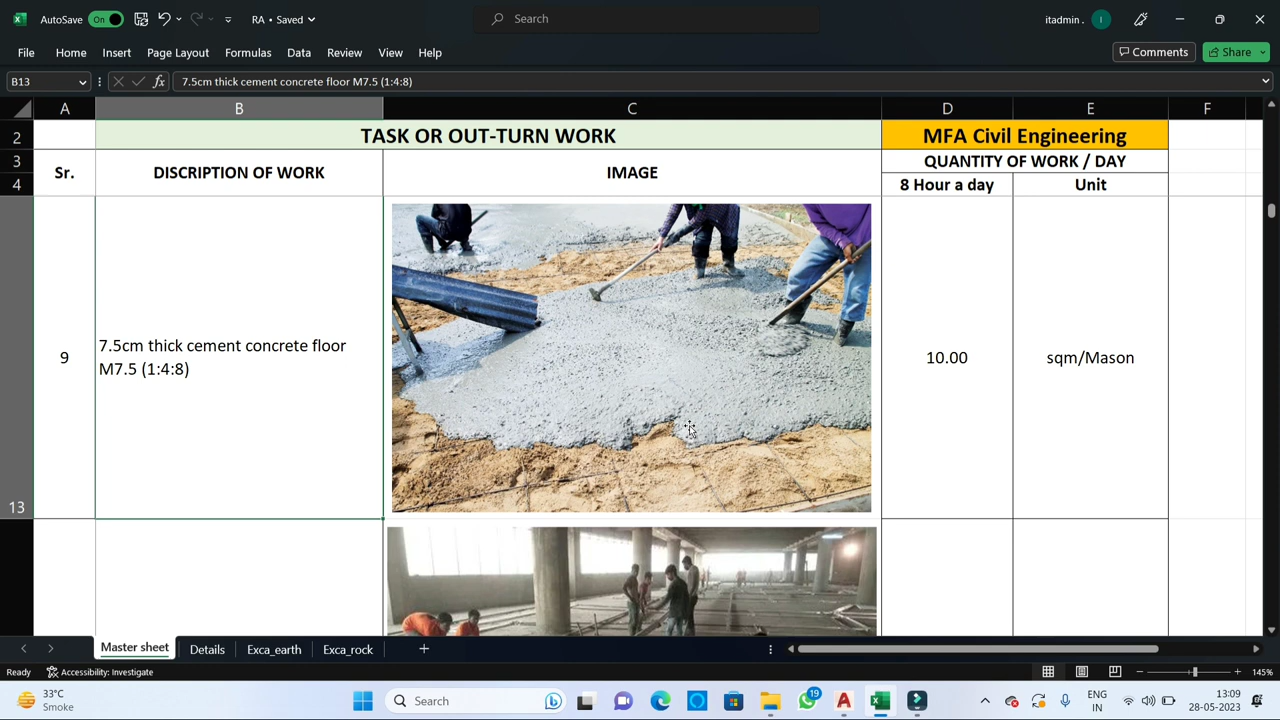 AutoSave
On
RA • Saved
Search
itadmin .
I
File
Home
Insert
Page Layout
Formulas
Data
Review
View
Help
Comments
Share
B13
fx
7.5cm thick cement concrete floor M7.5 (1:4:8)
A
B
C
D
E
F
2
TASK OR OUT-TURN WORK
MFA Civil Engineering
3
Sr.
DISCRIPTION OF WORK
IMAGE
QUANTITY OF WORK / DAY
4
8 Hour a day
Unit
9
7.5cm thick cement concrete floor
M7.5 (1:4:8)
10.00
sqm/Mason
13
Master sheet
Details
Exca_earth
Exca_rock
Ready
Accessibility: Investigate
145%
33°C
Smoke
Search
19
ENG
IN
13:09
28-05-2023